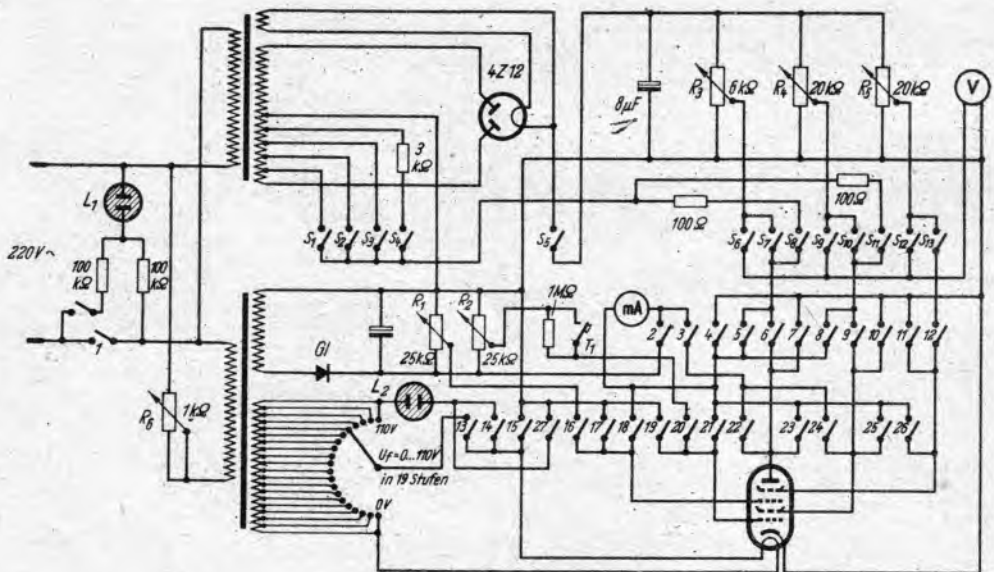 4Z12
8µF
R3
6kΩ
R4
20kΩ
R5
20kΩ
V
3
kΩ
L1
220V~
100
kΩ
100
kΩ
1
S1
S2
S3
S4
S5
100Ω
100Ω
S6
S7
S8
S9
S10
S11
S12
S13
R1
25kΩ
R2
25kΩ
1MΩ
T1
mA
2
3
4
5
6
7
8
9
10
11
12
Gl
L2
R6
1kΩ
110V
Uf=0...110V
in 19 Stufen
0V
13
14
15
27
16
17
18
19
20
21
22
23
24
25
26